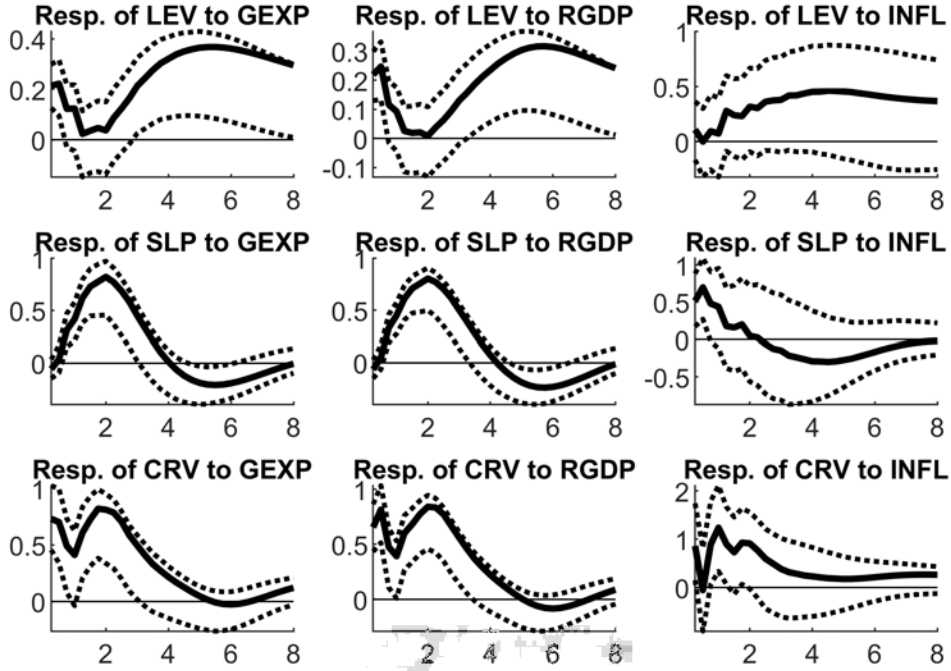 Resp. of LEV to GEXP
Resp. of LEV to RGDP
Resp. of LEV to INFL
0.4
0.2
0
2 4 6 8
0.3
0.2
0.1
0
-0.1
2 4 6 8
1
0.5
0
2 4 6 8
Resp. of SLP to GEXP
Resp. of SLP to RGDP
Resp. of SLP to INFL
1
0.5
0
2 4 6 8
1
0.5
0
2 4 6 8
1
0.5
0
-0.5
2 4 6 8
Resp. of CRV to GEXP
Resp. of CRV to RGDP
Resp. of CRV to INFL
1
0.5
0
2 4 6 8
1
0.5
0
2 4 6 8
2
1
0
2 4 6 8